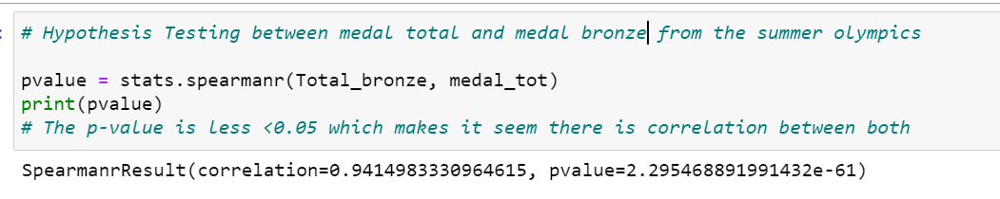 # Hypothesis Testing between medal total and medal bronze from the summer olympics
pvalue = stats.spearmanr(Total_bronze, medal_tot)
print(pvalue)
# The p-value is less <0.05 which makes it seem there is correlation between both
SpearmanrResult(correlation=0.9414983330964615, pvalue=2.295468891991432e-61)